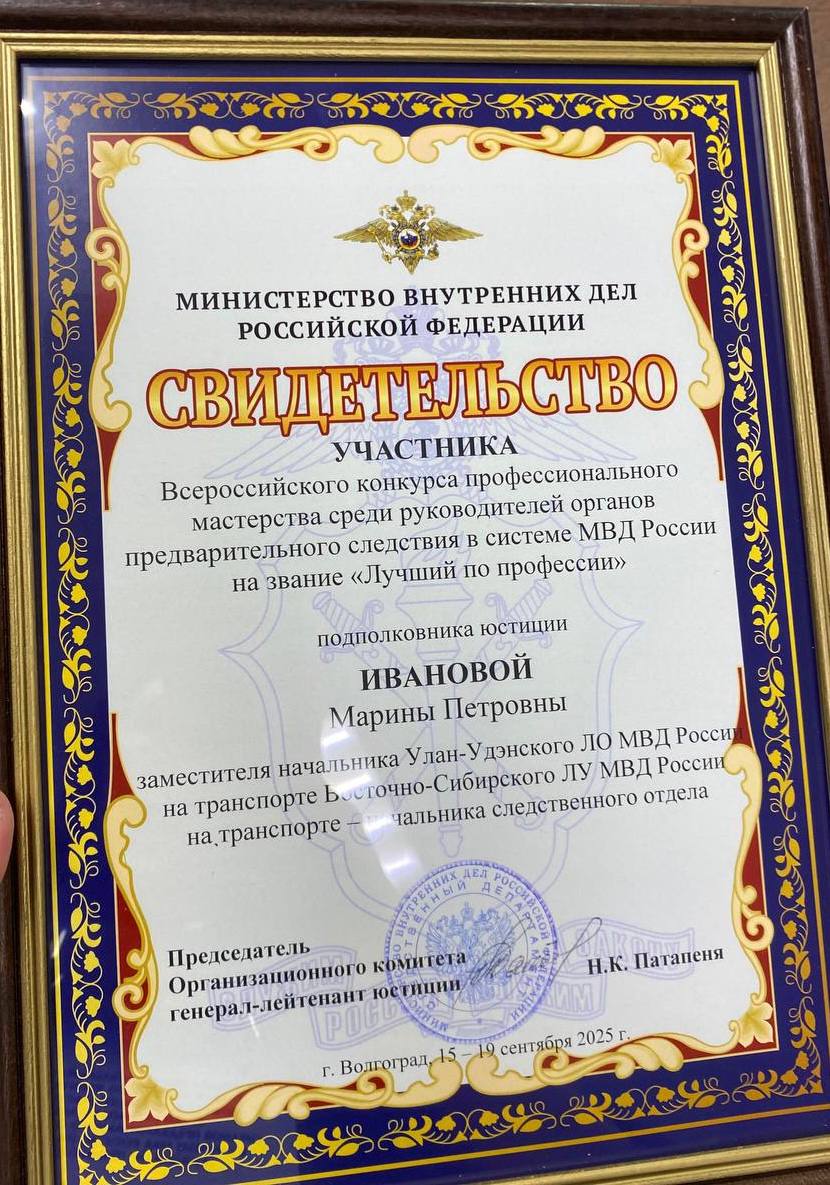 МИНИСТЕРСТВО ВНУТРЕННИХ ДЕЛ
РОССИЙСКОЙ ФЕДЕРАЦИИ
СВИДЕТЕЛЬСТВО
УЧАСТНИКА
Всероссийского конкурса профессионального
мастерства среди руководителей органов
предварительного следствия в системе МВД России
на звание «Лучший по профессии»
подполковника юстиции
ИВАНОВОЙ
Марины Петровны
заместителя начальника Улан-Удэнского ЛО МВД России
на транспорте Восточно-Сибирского ЛУ МВД России
на транспорте – начальника следственного отдела
Председатель
Организационного комитета
генерал-лейтенант юстиции
Н.К. Патапеня
г. Волгоград, 15 – 19 сентября 2025 г.